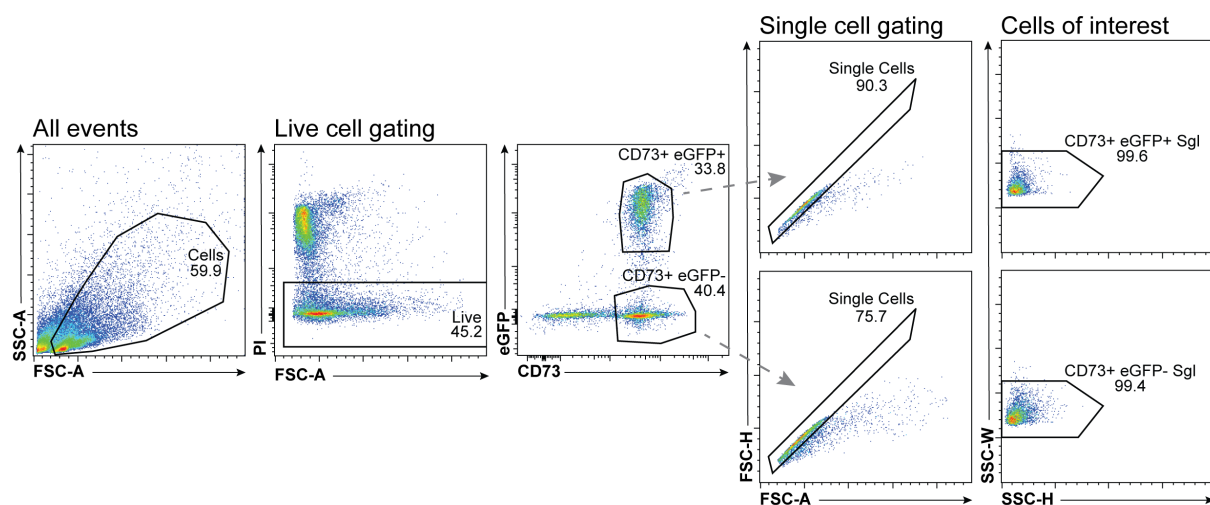 Single cell gating
Cells of interest
All events
Live cell gating
Cells
59.9
SSC-A
FSC-A
Live
45.2
PI
FSC-A
CD73+ eGFP+
33.8
CD73+ eGFP-
40.4
eGFP
CD73
Single Cells
90.3
CD73+ eGFP+ Sgl
99.6
Single Cells
75.7
FSC-H
FSC-A
CD73+ eGFP- Sgl
99.4
SSC-W
SSC-H